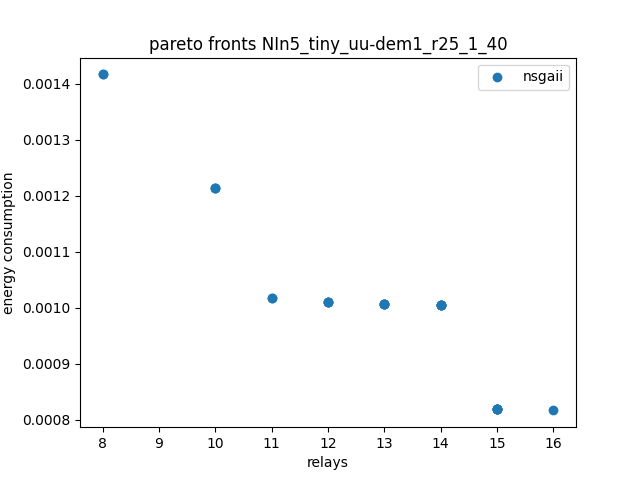 pareto fronts NIn5_tiny_uu-dem1_r25_1_40
nsgaii
0.0014
0.0013
0.0012
0.0011
0.0010
0.0009
0.0008
energy consumption
8 9 10 11 12 13 14 15 16
relays